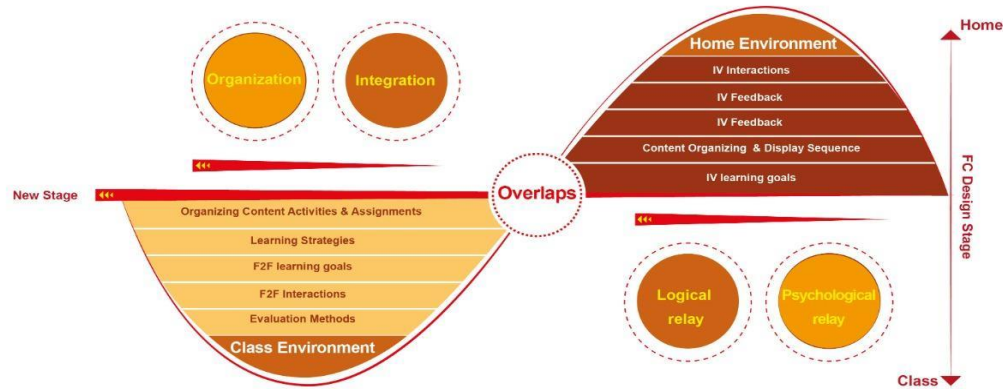 Organization
Integration
New Stage
Overlaps
Organizing Content Activities & Assignments
Learning Strategies
F2F learning goals
F2F Interactions
Evaluation Methods
Class Environment
Home Environment
IV Interactions
IV Feedback
IV Feedback
Content Organizing & Display Sequence
IV learning goals
Logical
relay
Psychological
relay
Home
FC Design Stage
Class